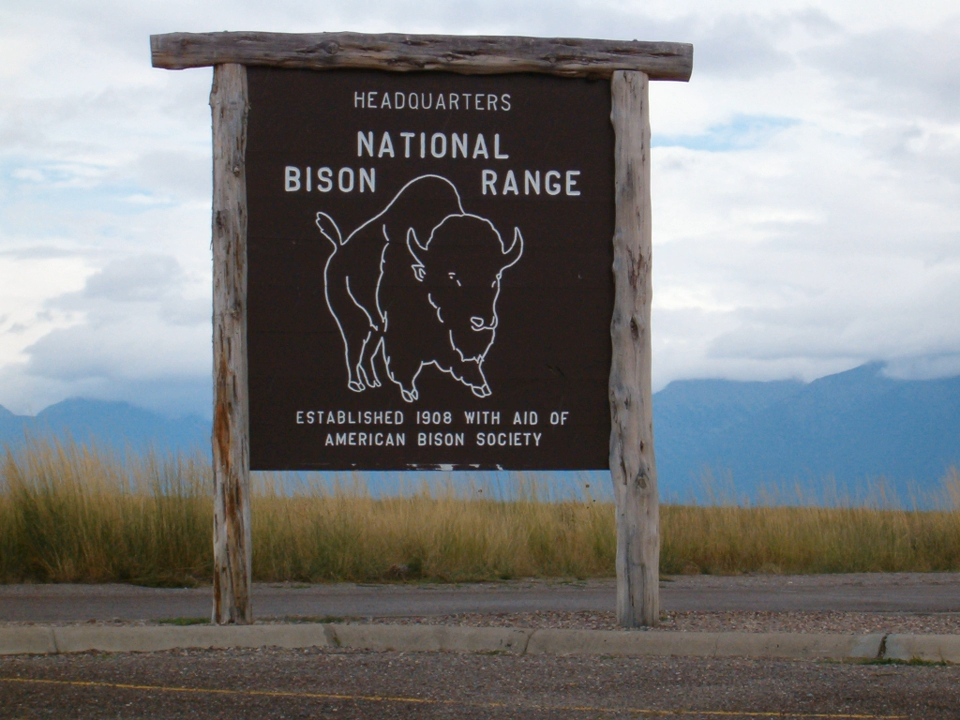 HEADQUARTERS
NATIONAL
BISON RANGE
ESTABLISHED 1908 WITH AID OF
AMERICAN BISON SOCIETY